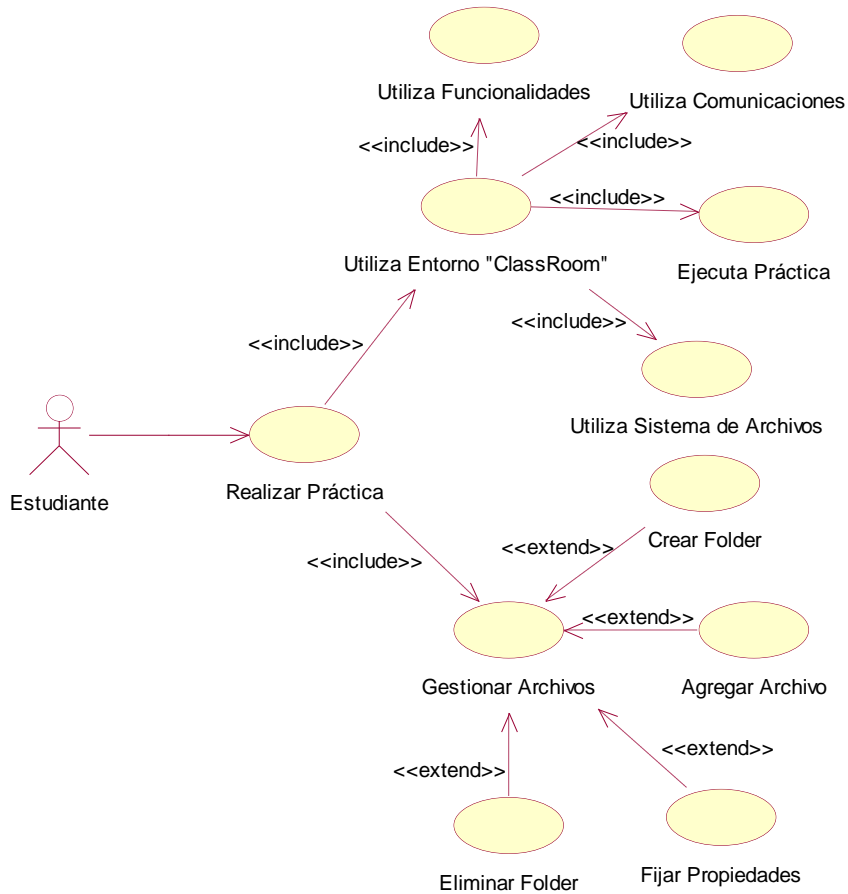 Utiliza Funcionalidades
Utiliza Comunicaciones
<<include>>
<<include>>
<<include>>
Utiliza Entorno "ClassRoom"
Ejecuta Práctica
<<include>>
<<include>>
Utiliza Sistema de Archivos
Estudiante
Realizar Práctica
Crear Folder
<<extend>>
<<include>>
<<extend>>
Gestionar Archivos
Agregar Archivo
<<extend>>
<<extend>>
Eliminar Folder
Fijar Propiedades